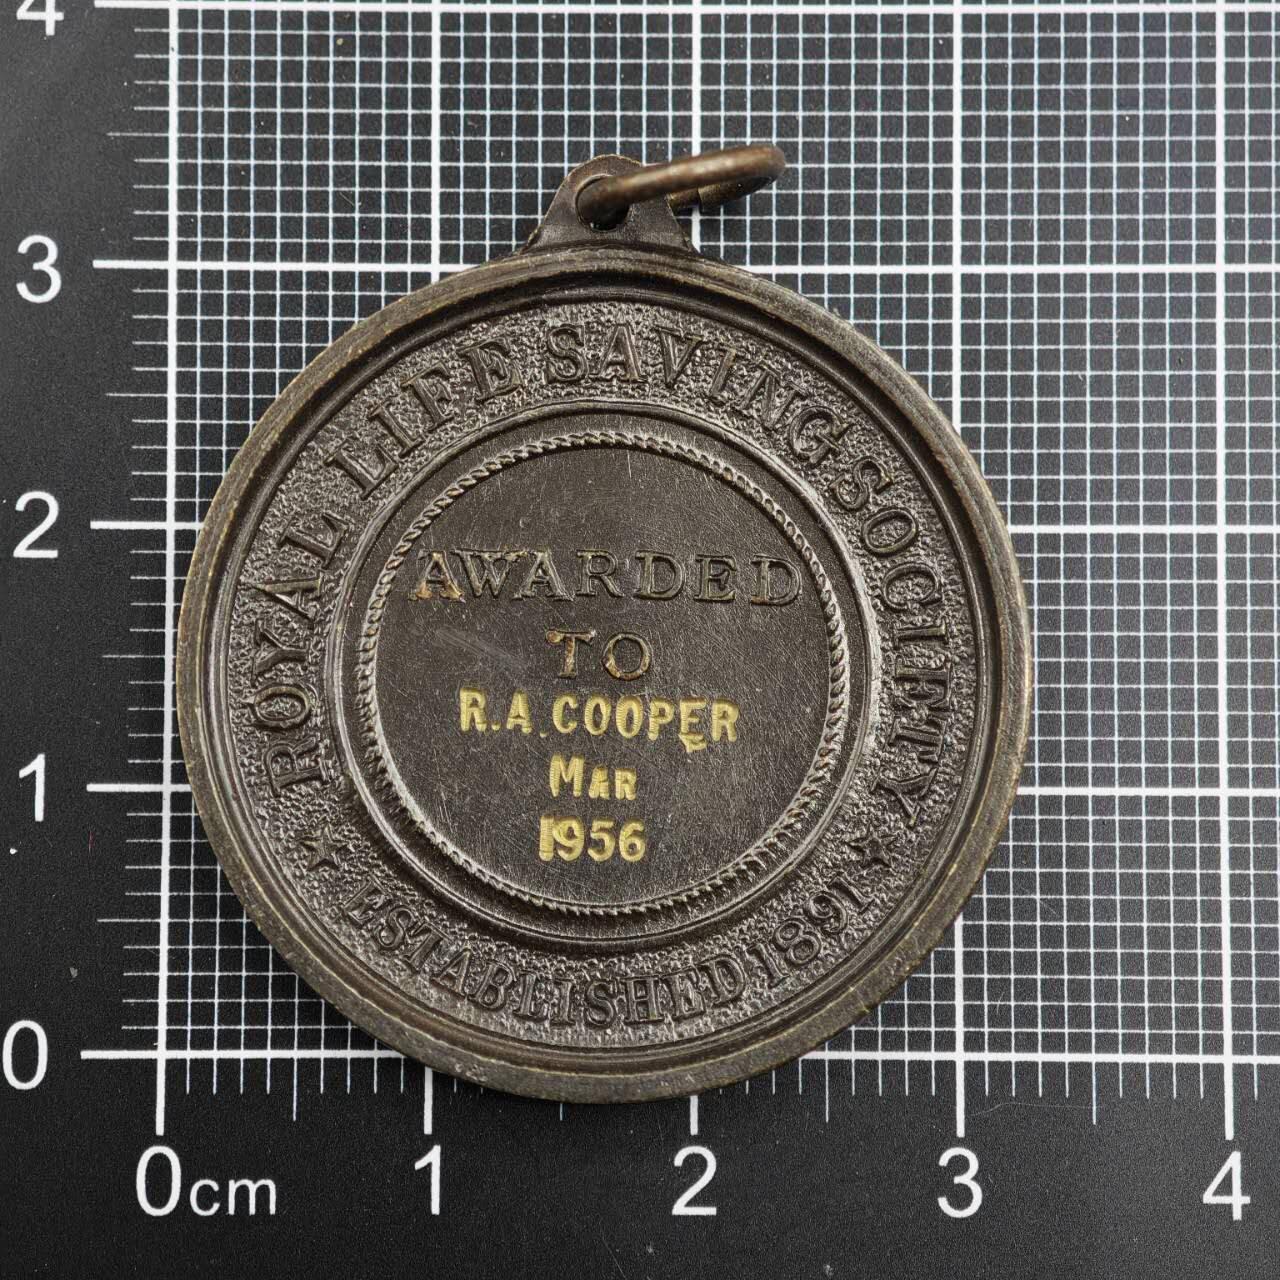 4
3
2
1
0
ROYAL LIFE SAVING SOCIETY
AWARDED
TO
R.A. COOPER
MAR
1956
★ ESTABLISHED 1891 ★
0cm 1 2 3 4